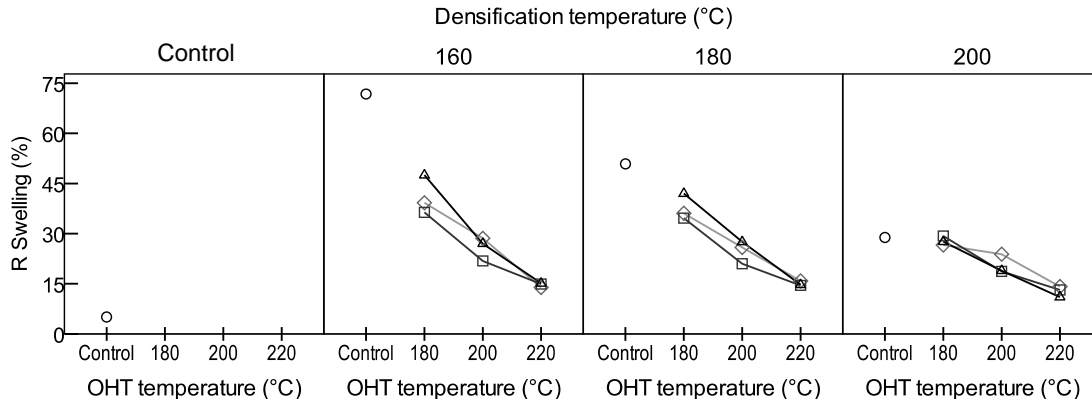 Densification temperature (°C)
Control 160 180 200
R Swelling (%)
75
60
45
30
15
0
Control 180 200 220 Control 180 200 220 Control 180 200 220 Control 180 200 220
OHT temperature (°C) OHT temperature (°C) OHT temperature (°C) OHT temperature (°C)